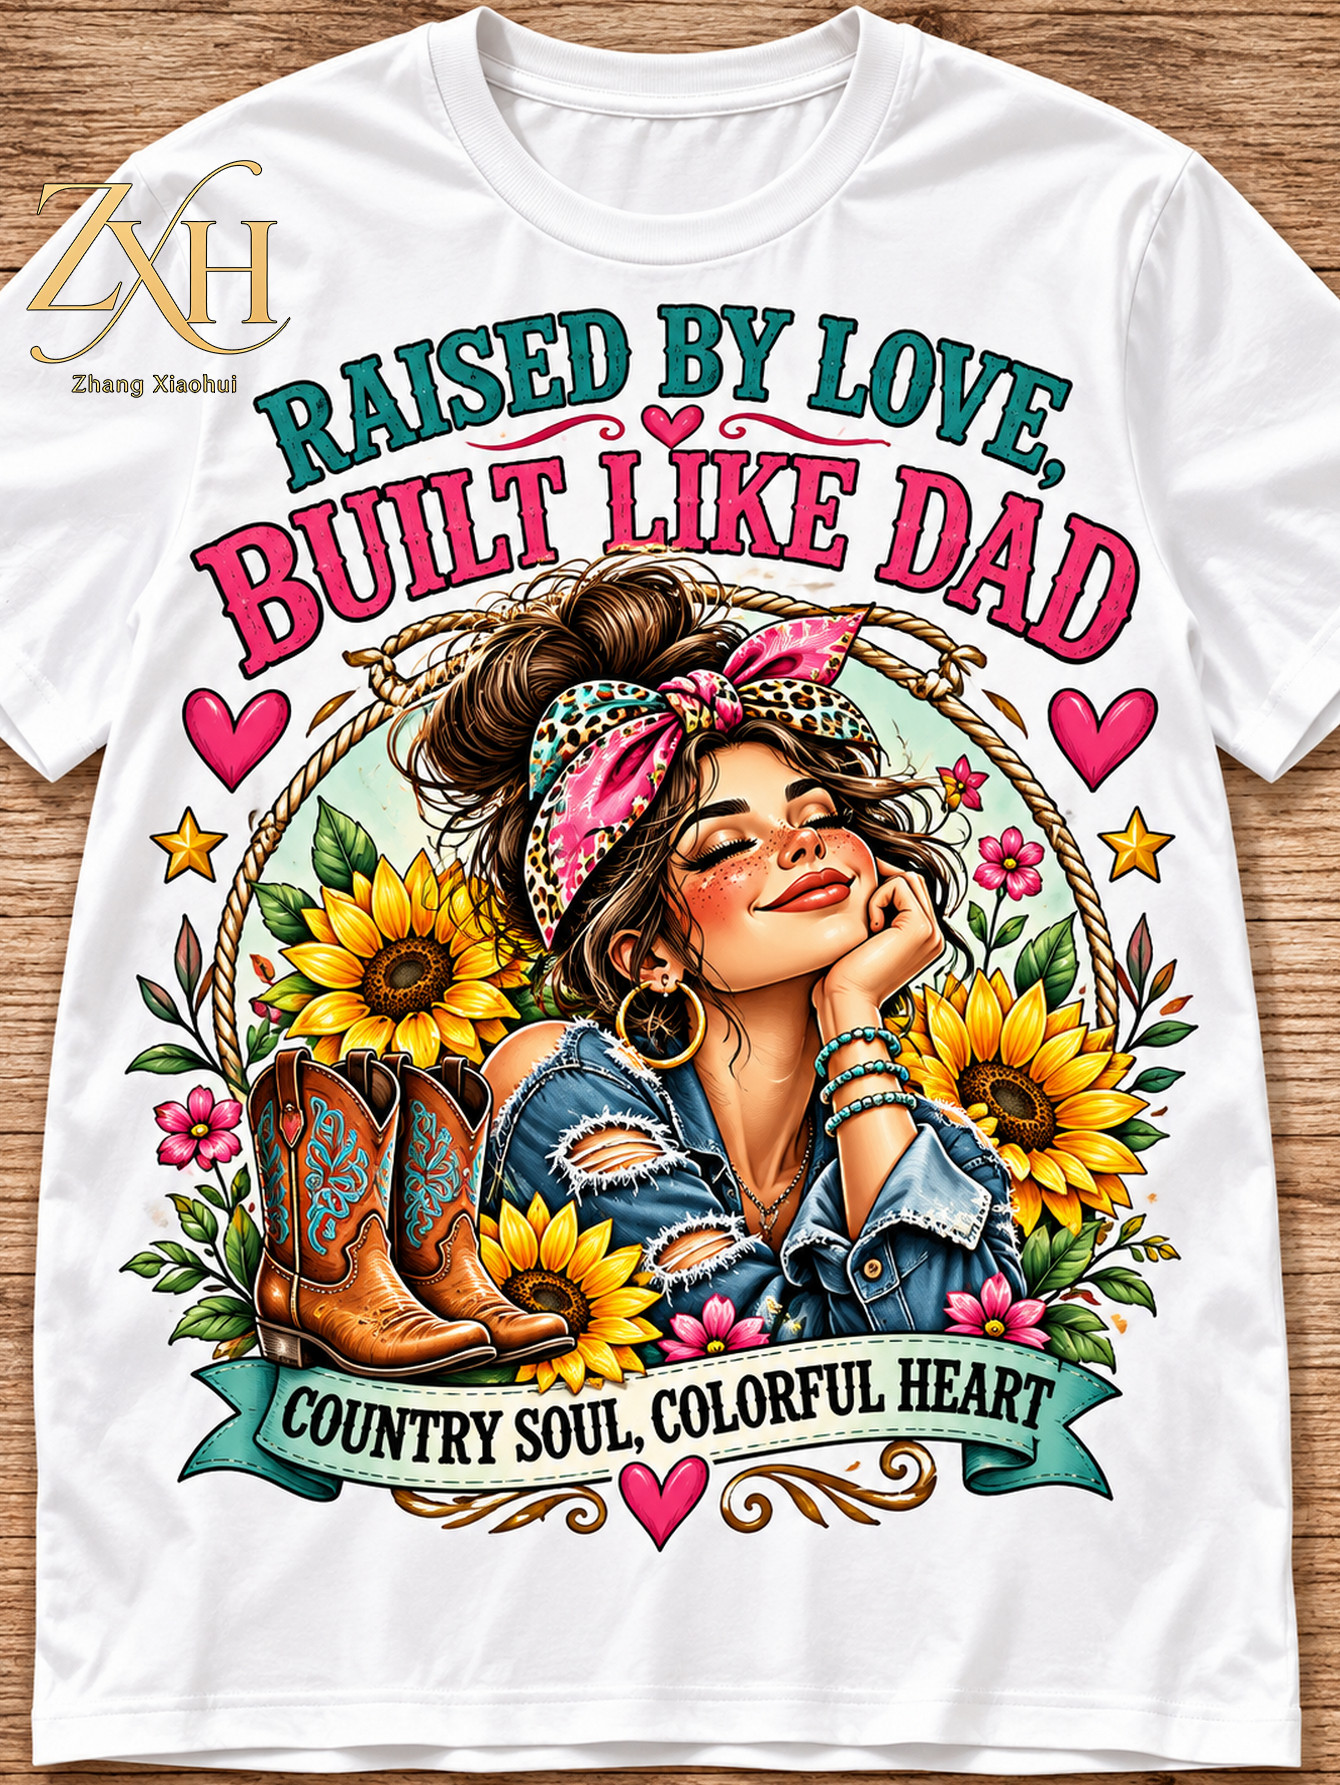 ZXH
Zhang Xiaohui
RAISED BY LOVE,
BUILT LIKE DAD
COUNTRY SOUL, COLORFUL HEART